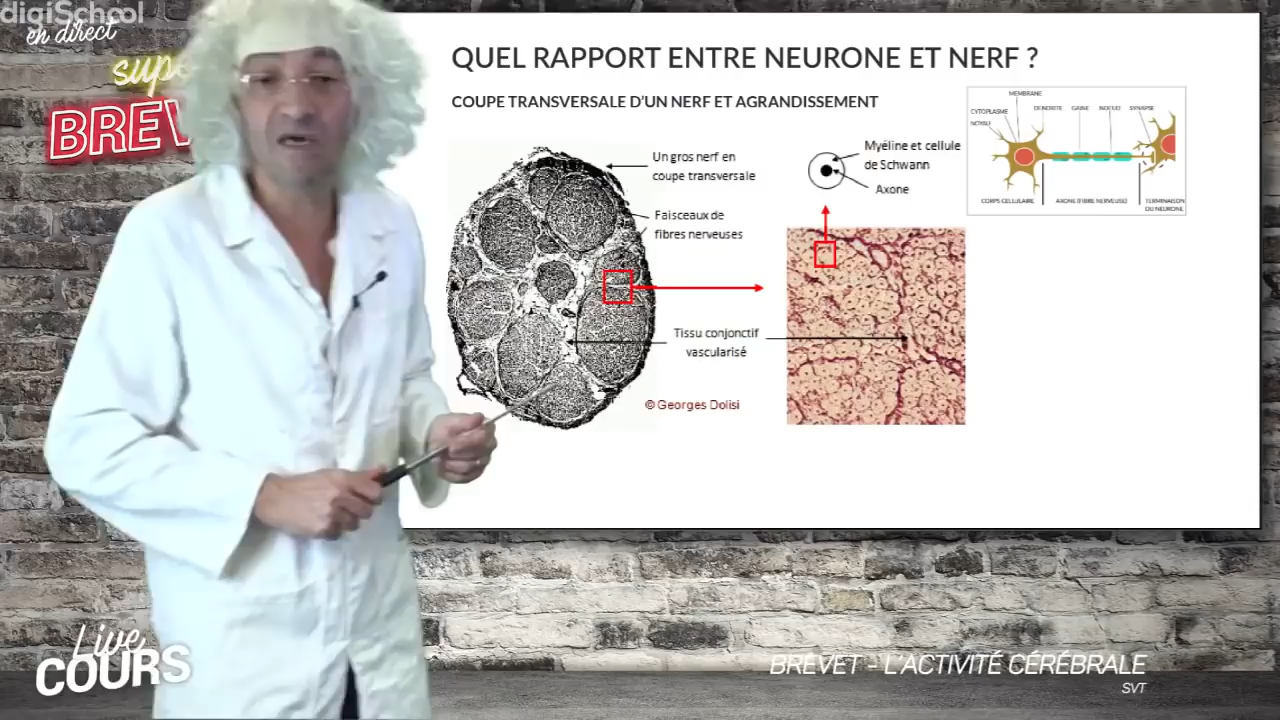 digiSchool
en direct
supe
BREV
QUEL RAPPORT ENTRE NEURONE ET NERF ?
COUPE TRANSVERSALE D'UN NERF ET AGRANDISSEMENT
Un gros nerf en
coupe transversale
Faisceaux de
fibres nerveuses
Tissu conjonctif
vascularisé
© Georges Dolisi
Myéline et cellule
de Schwann
Axone
MEMBRANE
CYTOPLASME
DENDRITE
GAINE
NOEUD
SYNAPSE
NOYAU
CORPS CELLULAIRE
AXONE (FIBRE NERVEUSE)
TERMINAISON
DU NEURONE
Live
COURS
BREVET - L'ACTIVITÉ CÉRÉBRALE
SVT